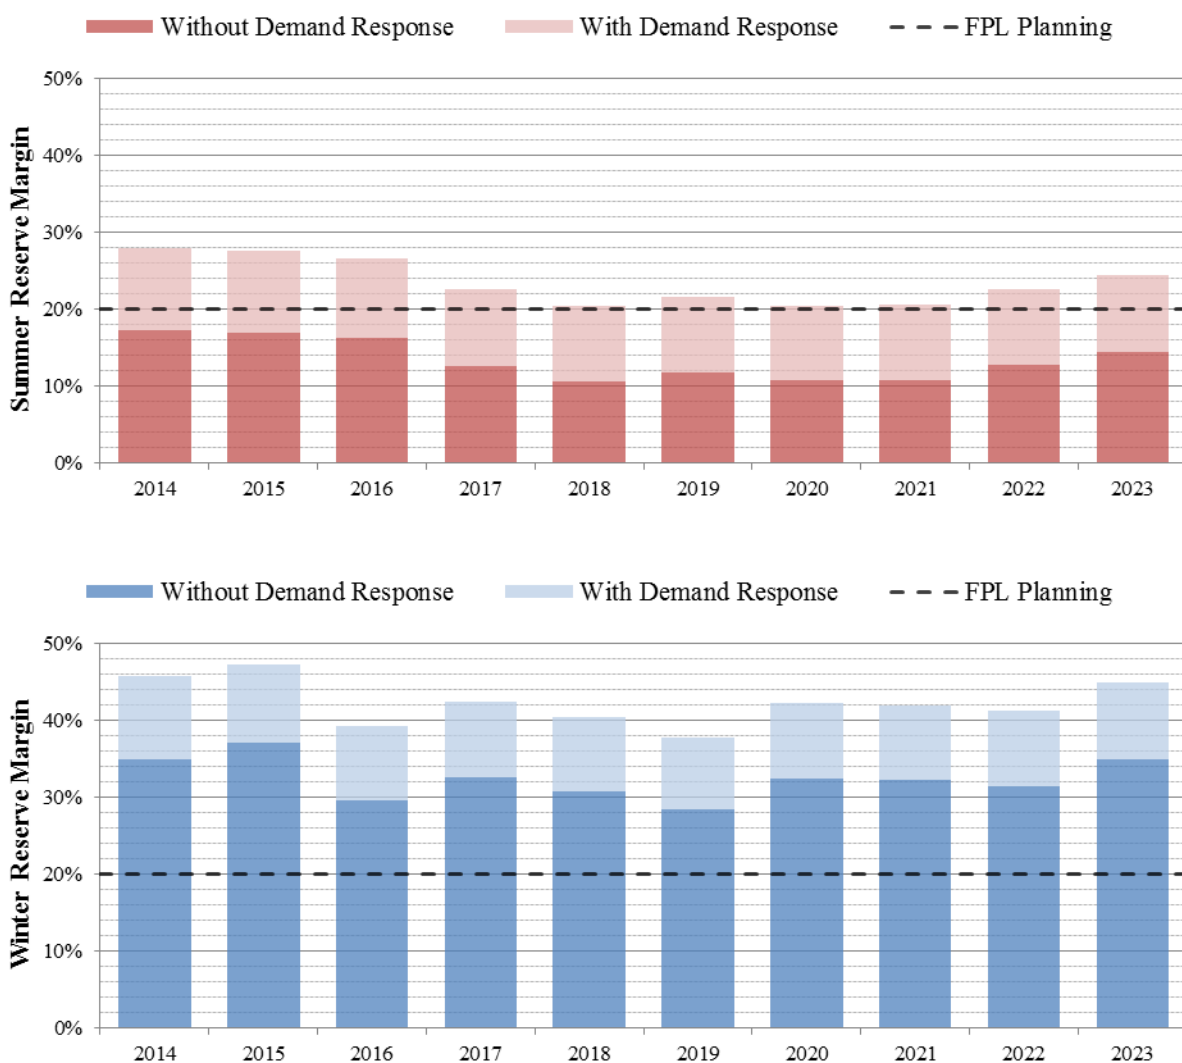 Without Demand Response With Demand Response FPL Planning
Summer Reserve Margin
50%
40%
30%
20%
10%
0%
2014 2015 2016 2017 2018 2019 2020 2021 2022 2023
Without Demand Response With Demand Response FPL Planning
Winter Reserve Margin
50%
40%
30%
20%
10%
0%
2014 2015 2016 2017 2018 2019 2020 2021 2022 2023